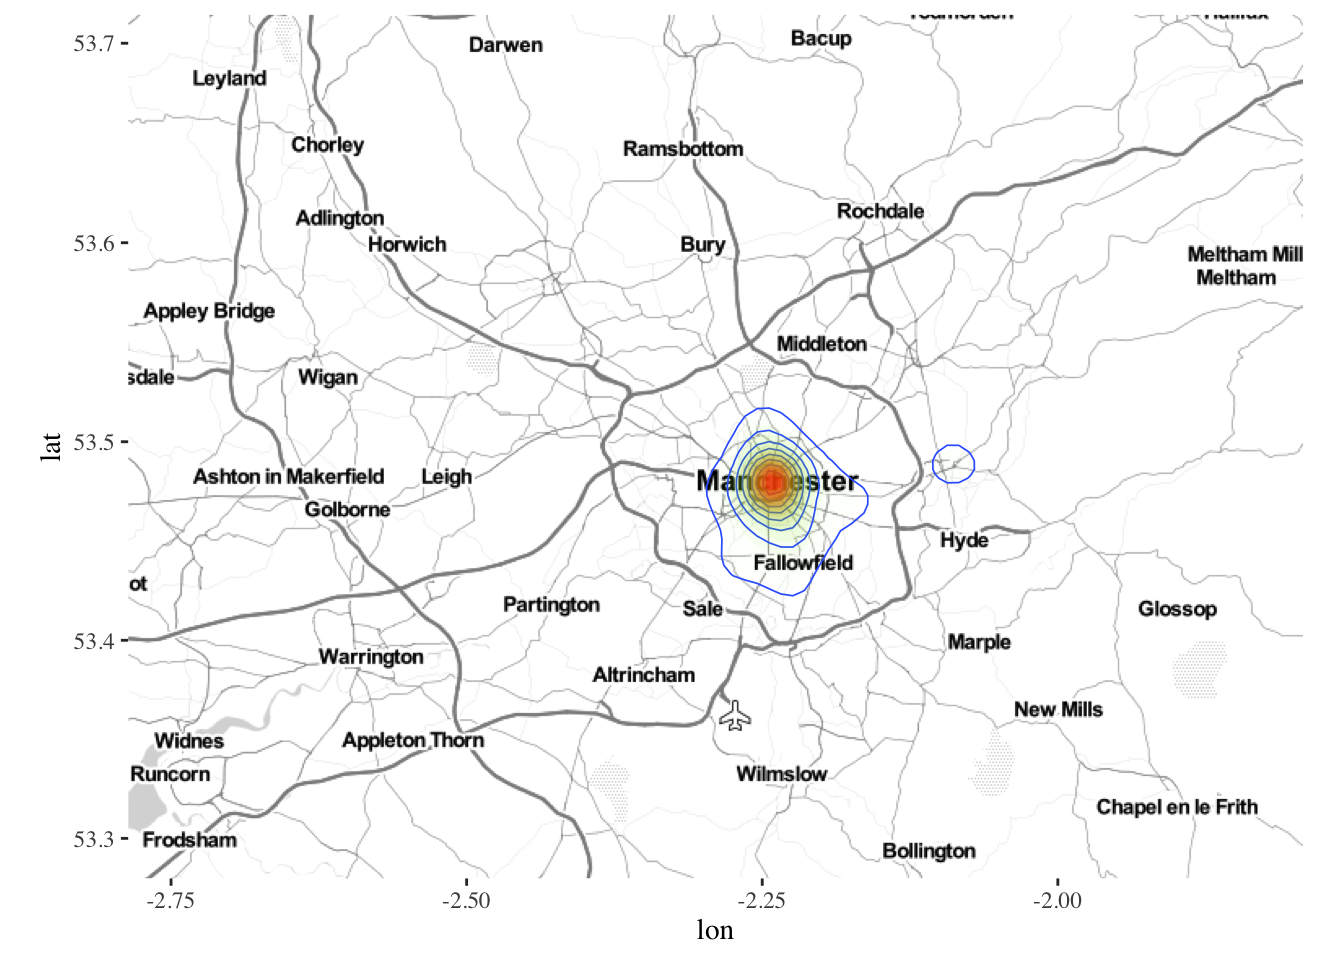 Darwen
Bacup
53.7
Leyland
Chorley
Ramsbottom
Rochdale
Adlington
Horwich
Bury
53.6
Meltham Mill
Meltham
Appley Bridge
Middleton
sdale
Wigan
53.5
lat
Ashton in Makerfield
Leigh
Manchester
Golborne
Hyde
Fallowfield
ot
Partington
Sale
Glossop
53.4
Marple
Warrington
Altrincham
New Mills
Widnes
Appleton Thorn
Runcorn
Wilmslow
Chapel en le Frith
53.3
Frodsham
Bollington
-2.75
-2.50
-2.25
-2.00
lon